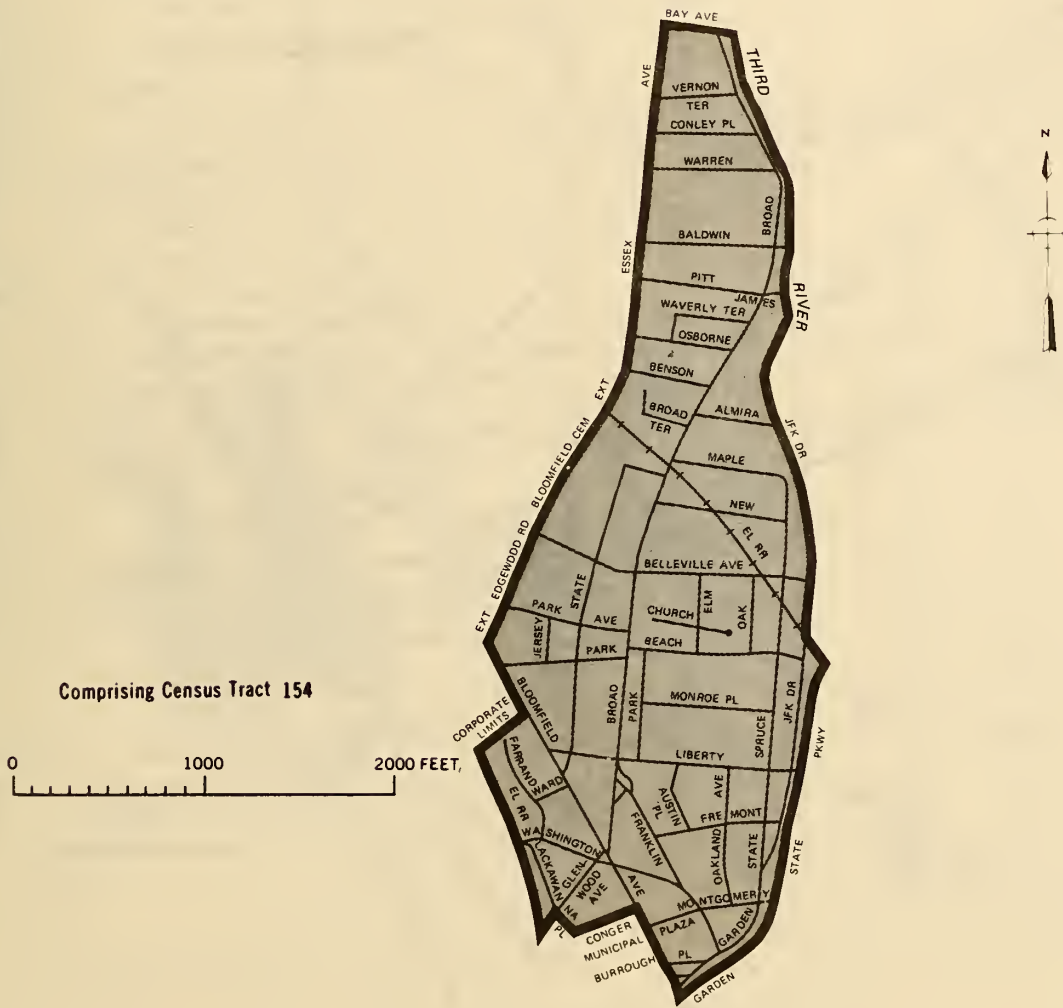 BAY AVE
THIRD
AVE
VERNON
TER
CONLEY PL
WARREN
BROAD
BALDWIN
ESSEX
PITT
JAMES
RIVER
WAVERLY TER
OSBORNE
BENSON
EXT
BROAD
TER
ALMIRA
JFK DR
BLOOMFIELD CEM
MAPLE
NEW
EL RR
EDGEWOOD RD
BELLEVILLE AVE
STATE
PARK AVE
CHURCH
ELM
OAK
EXT
JERSEY
PARK
BEACH
N
Comprising Census Tract 154
BLOOMFIELD
BROAD
PARK
MONROE PL
SPRUCE
JFK DR
PKWY
CORPORATE
LIMITS
LIBERTY
0 1000 2000 FEET
FARRAND
WARD
EL RR
AUSTIN
PL
AVE
FREMONT
FRANKLIN
OAKLAND
STATE
STATE
WASHINGTON
LACKAWANNA
PL
GLEN-
WOOD
AVE
AVE
MONTGOMERY
PLAZA
GARDEN
CONGER
MUNICIPAL
BURROUGH
PL
GARDEN